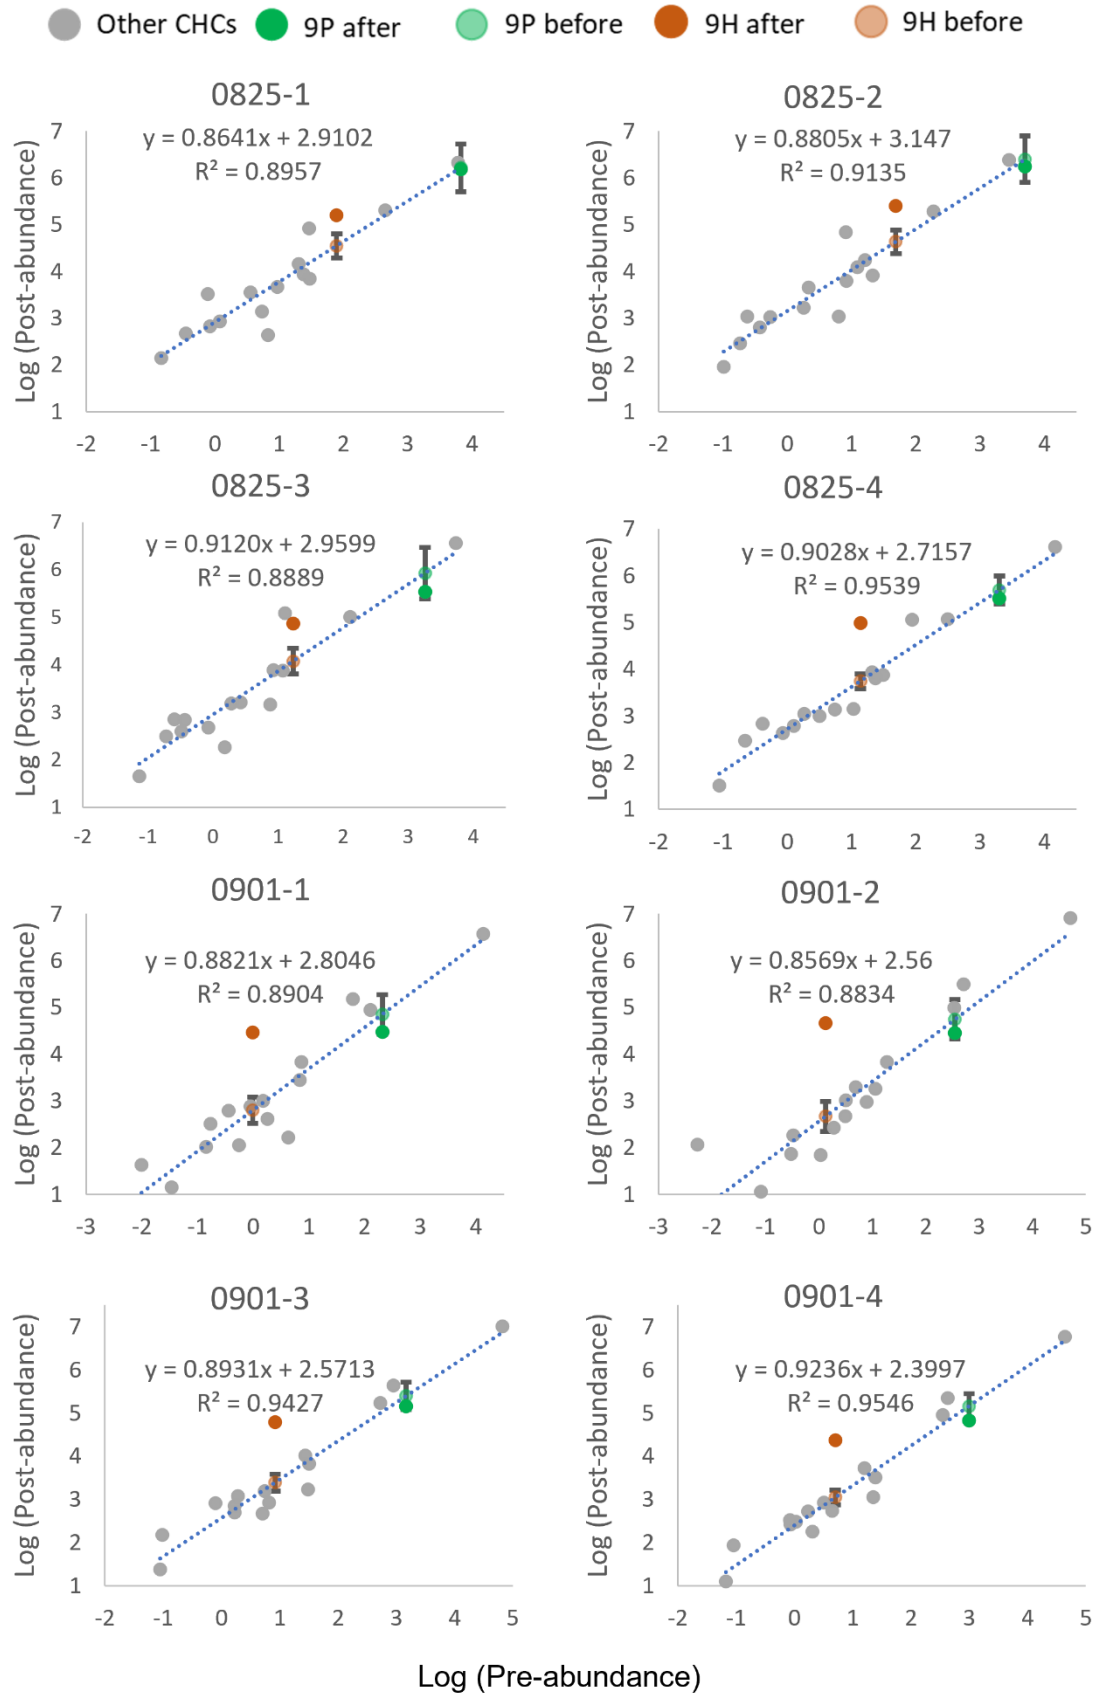 Other CHCs 9P after 9P before 9H after 9H before
0825-1
y = 0.8641x + 2.9102
R² = 0.8957
Log (Post-abundance)
7
6
5
4
3
2
1
-2 -1 0 1 2 3 4
0825-2
y = 0.8805x + 3.147
R² = 0.9135
Log (Post-abundance)
7
6
5
4
3
2
1
-2 -1 0 1 2 3 4
0825-3
y = 0.9120x + 2.9599
R² = 0.8889
Log (Post-abundance)
7
6
5
4
3
2
1
-2 -1 0 1 2 3 4
0825-4
y = 0.9028x + 2.7157
R² = 0.9539
Log (Post-abundance)
7
6
5
4
3
2
1
-2 -1 0 1 2 3 4
0901-1
y = 0.8821x + 2.8046
R² = 0.8904
Log (Post-abundance)
7
6
5
4
3
2
1
-3 -2 -1 0 1 2 3 4
0901-2
y = 0.8569x + 2.56
R² = 0.8834
Log (Post-abundance)
7
6
5
4
3
2
1
-3 -2 -1 0 1 2 3 4 5
0901-3
y = 0.8931x + 2.5713
R² = 0.9427
Log (Post-abundance)
7
6
5
4
3
2
1
-2 -1 0 1 2 3 4 5
0901-4
y = 0.9236x + 2.3997
R² = 0.9546
Log (Post-abundance)
7
6
5
4
3
2
1
-2 -1 0 1 2 3 4 5
Log (Pre-abundance)